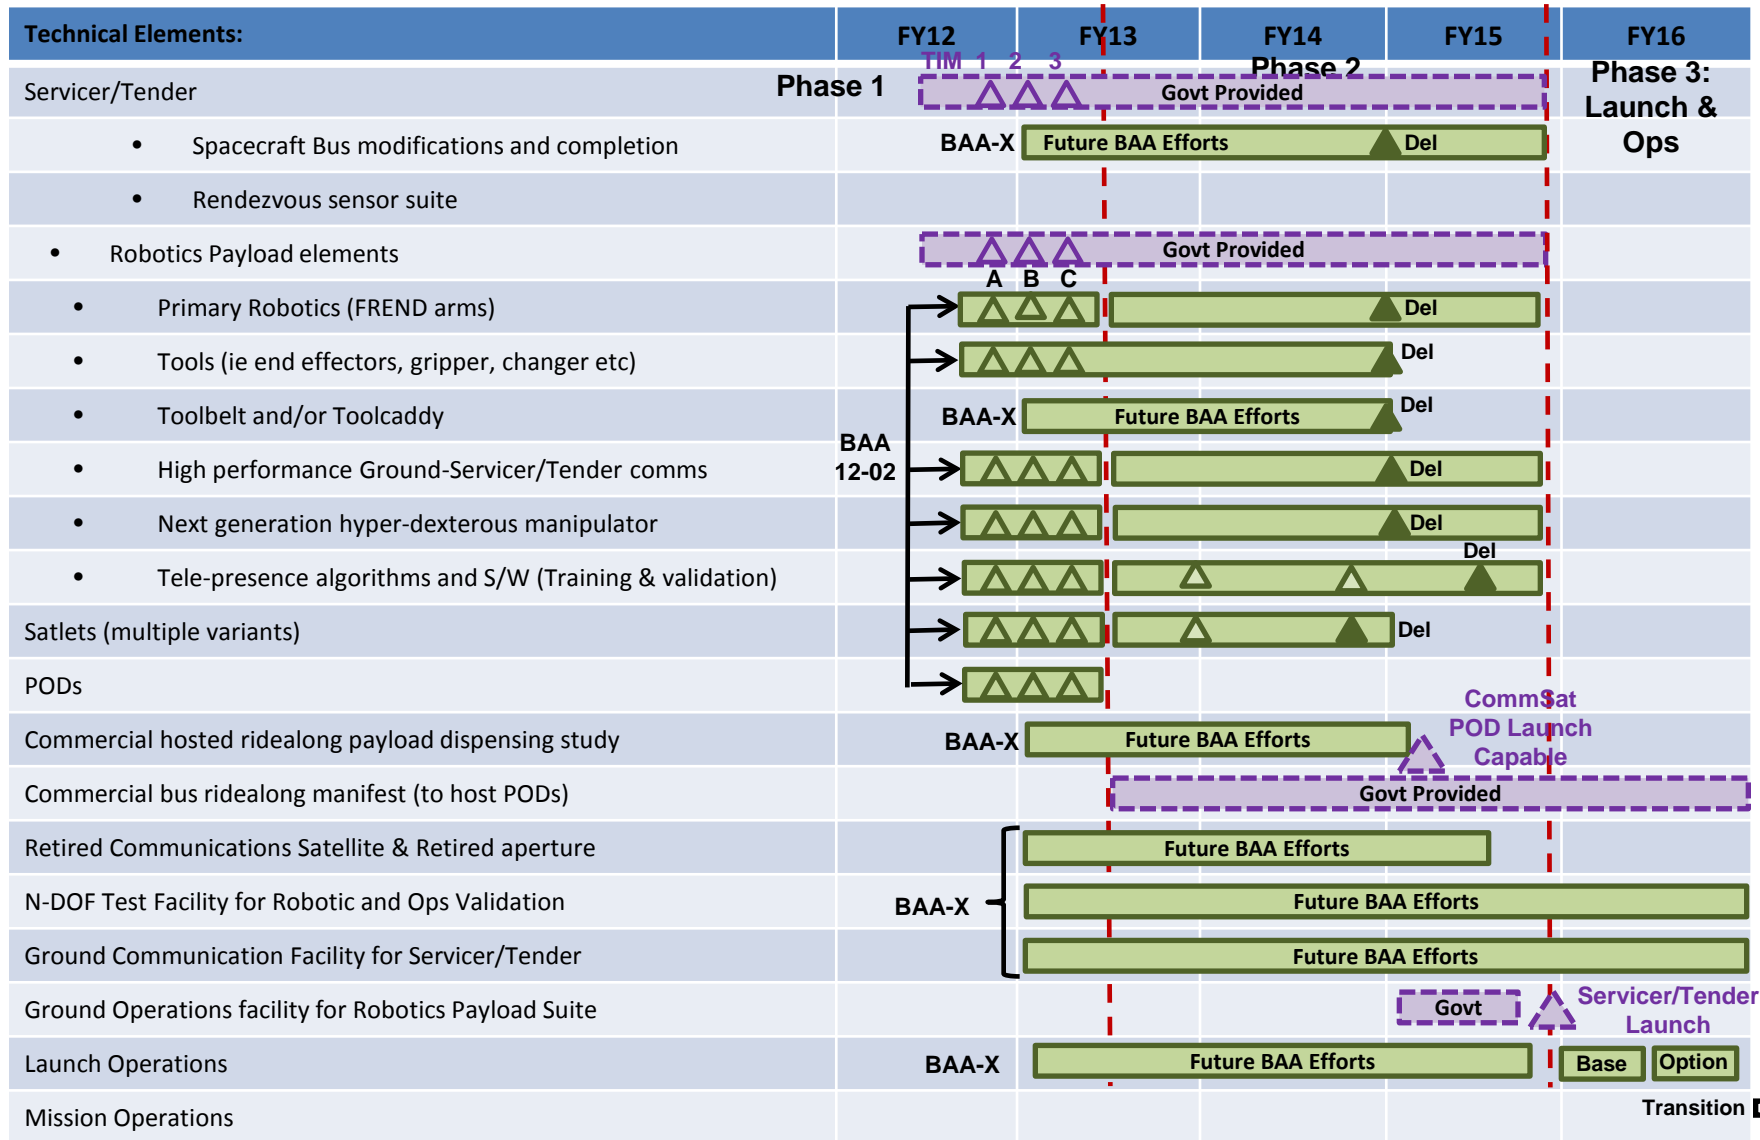 Technical Elements: FY12 FY13 FY14 FY15 FY16
TIM 1 2 3
Phase 2
Servicer/Tender Phase 1 Govt Provided
Phase 3:
Launch &
Ops
• Spacecraft Bus modifications and completion BAA-X Future BAA Efforts Del
• Rendezvous sensor suite
• Robotics Payload elements Govt Provided
A B C
• Primary Robotics (FREND arms) Del
• Tools (ie end effectors, gripper, changer etc) Del
• Toolbelt and/or Toolcaddy BAA-X Future BAA Efforts Del
BAA
12-02
• High performance Ground-Servicer/Tender comms Del
• Next generation hyper-dexterous manipulator Del
• Tele-presence algorithms and S/W (Training & validation) Del
Satlets (multiple variants) Del
PODs
CommSat
POD Launch
Capable
Commercial hosted ridealong payload dispensing study BAA-X Future BAA Efforts
Commercial bus ridealong manifest (to host PODs) Govt Provided
Retired Communications Satellite & Retired aperture Future BAA Efforts
N-DOF Test Facility for Robotic and Ops Validation BAA-X Future BAA Efforts
Ground Communication Facility for Servicer/Tender Future BAA Efforts
Ground Operations facility for Robotics Payload Suite Govt
Servicer/Tender
Launch
Launch Operations BAA-X Future BAA Efforts Base Option
Mission Operations Transition